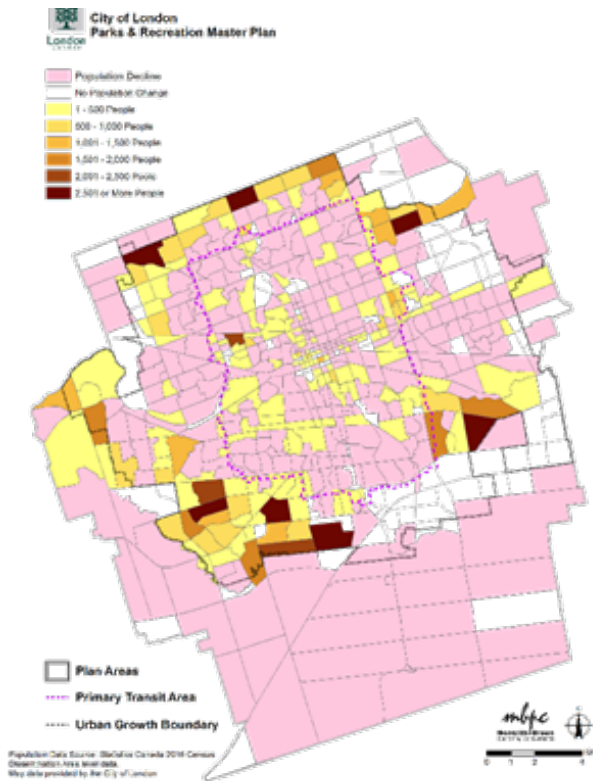 City of London
Parks & Recreation Master Plan
London
Population Decline
No Population Change
1 - 500 People
500 - 1,000 People
1,001 - 1,500 People
1,501 - 2,000 People
2,001 - 2,500 People
2,501 or More People
Plan Areas
Primary Transit Area
Urban Growth Boundary
mbpc
Population Data Source: Statistics Canada 2016 Census
Dissemination Area level data.
Map data provided by the City of London
0 1 2 4